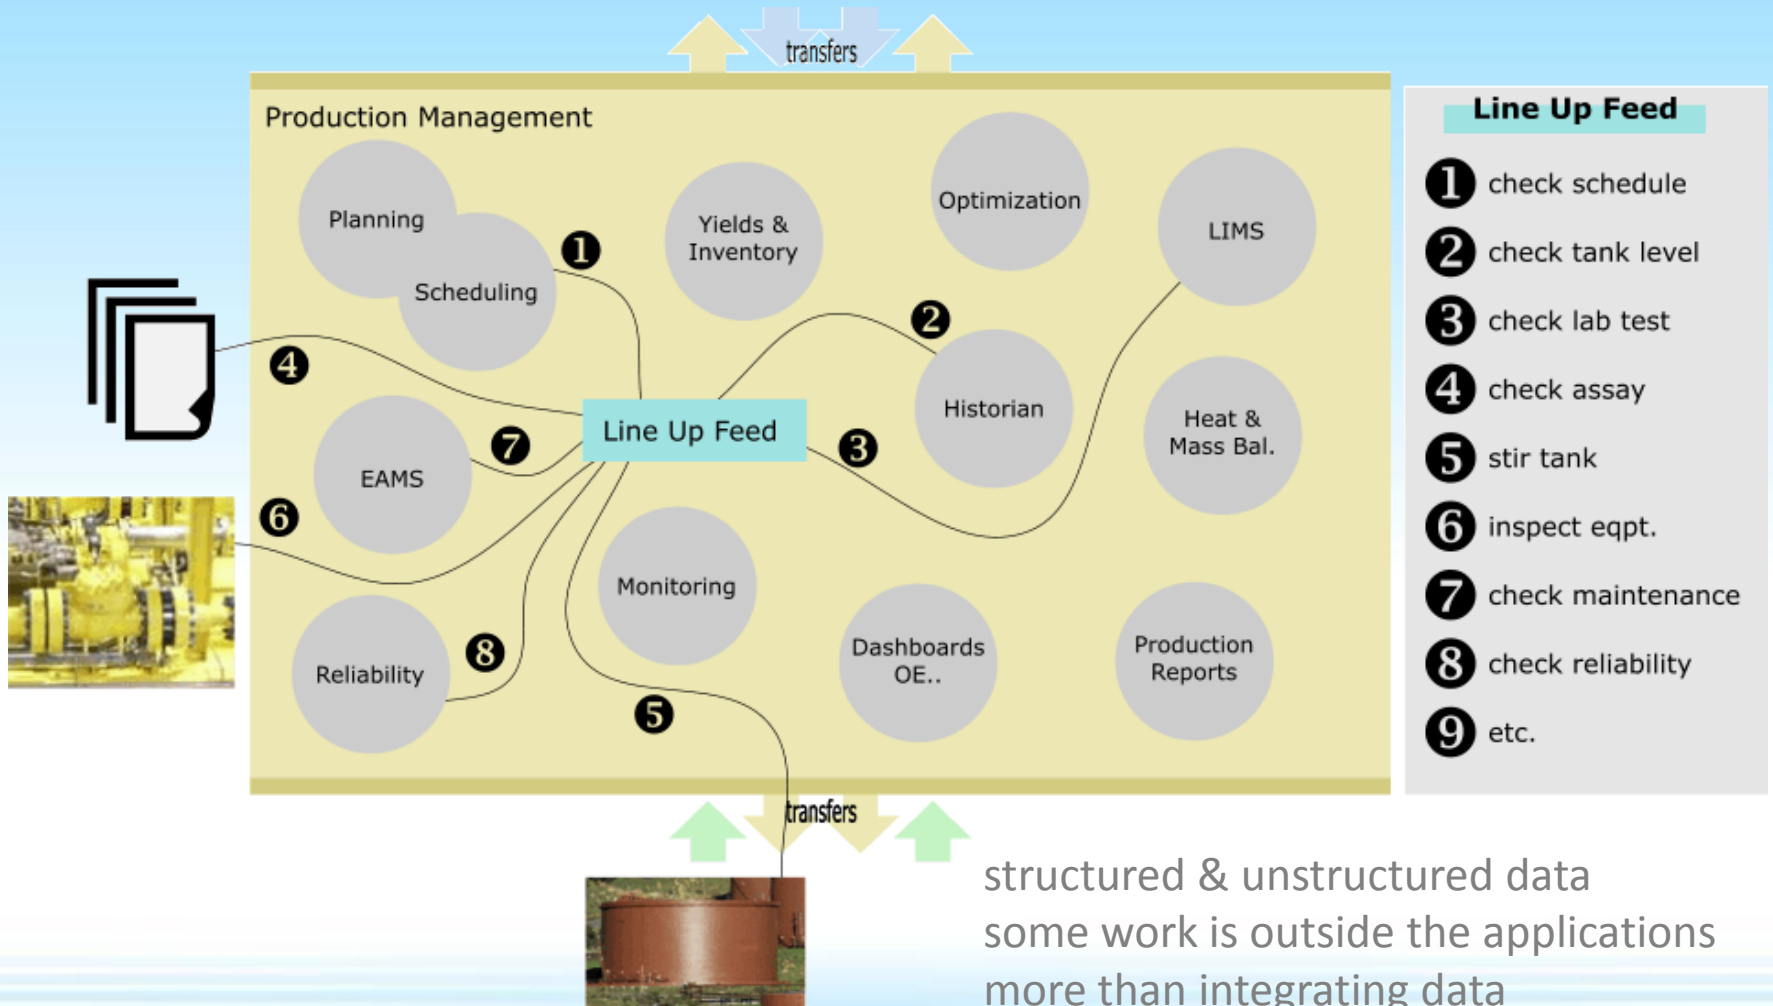 transfers
Production Management
Planning
Scheduling
1
Yields &
Inventory
Optimization
LIMS
2
4
Historian
Heat &
Mass Bal.
Line Up Feed
3
7
EAMS
6
Monitoring
Reliability
8
5
Dashboards
OE..
Production
Reports
transfers
Line Up Feed
1 check schedule
2 check tank level
3 check lab test
4 check assay
5 stir tank
6 inspect eqpt.
7 check maintenance
8 check reliability
9 etc.
structured & unstructured data
some work is outside the applications
more than integrating data